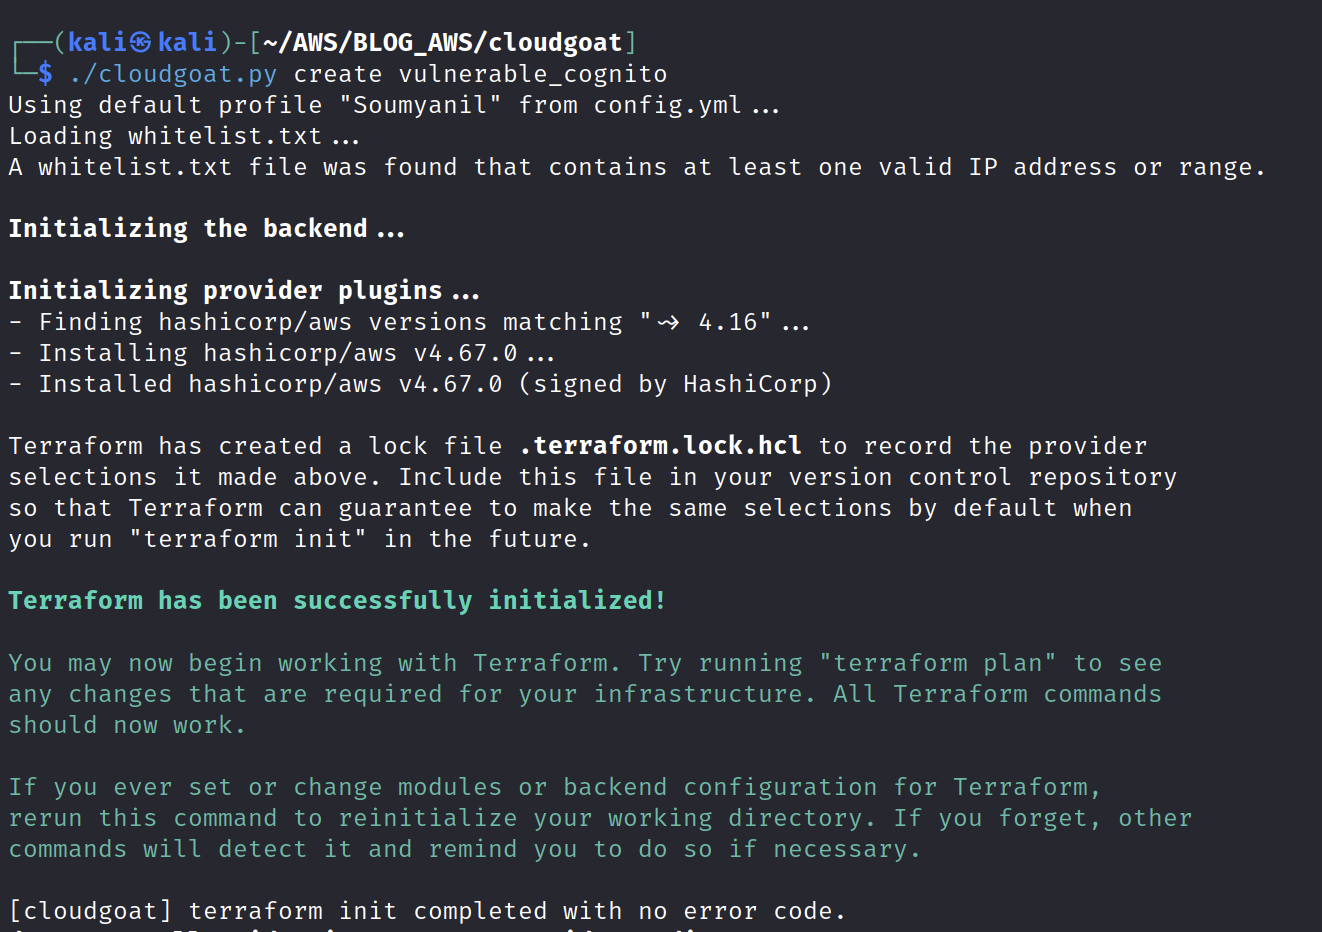 ┌──(kali㉿kali)-[~/AWS/BLOG_AWS/cloudgoat]
└─$ ./cloudgoat.py create vulnerable_cognito
Using default profile "Soumyanil" from config.yml...
Loading whitelist.txt...
A whitelist.txt file was found that contains at least one valid IP address or range.
Initializing the backend...
Initializing provider plugins...
- Finding hashicorp/aws versions matching "~> 4.16"...
- Installing hashicorp/aws v4.67.0...
- Installed hashicorp/aws v4.67.0 (signed by HashiCorp)
Terraform has created a lock file .terraform.lock.hcl to record the provider
selections it made above. Include this file in your version control repository
so that Terraform can guarantee to make the same selections by default when
you run "terraform init" in the future.
Terraform has been successfully initialized!
You may now begin working with Terraform. Try running "terraform plan" to see
any changes that are required for your infrastructure. All Terraform commands
should now work.
If you ever set or change modules or backend configuration for Terraform,
rerun this command to reinitialize your working directory. If you forget, other
commands will detect it and remind you to do so if necessary.
[cloudgoat] terraform init completed with no error code.